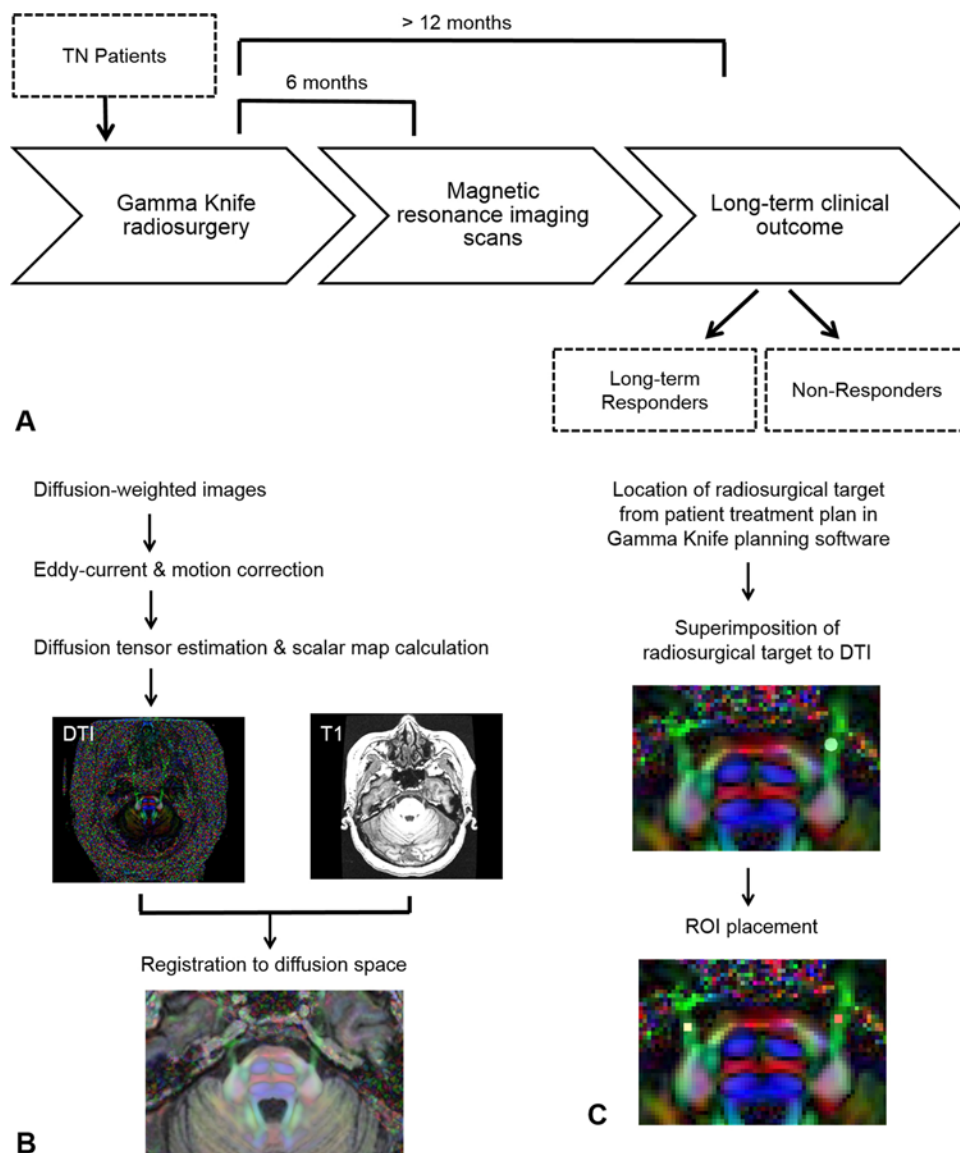 > 12 months
TN Patients
6 months
Gamma Knife
radiosurgery
Magnetic
resonance imaging
scans
Long-term clinical
outcome
Long-term
Responders
Non-Responders
A
Diffusion-weighted images
Eddy-current & motion correction
Diffusion tensor estimation & scalar map calculation
DTI
T1
Registration to diffusion space
B
Location of radiosurgical target
from patient treatment plan in
Gamma Knife planning software
Superimposition of
radiosurgical target to DTI
ROI placement
C